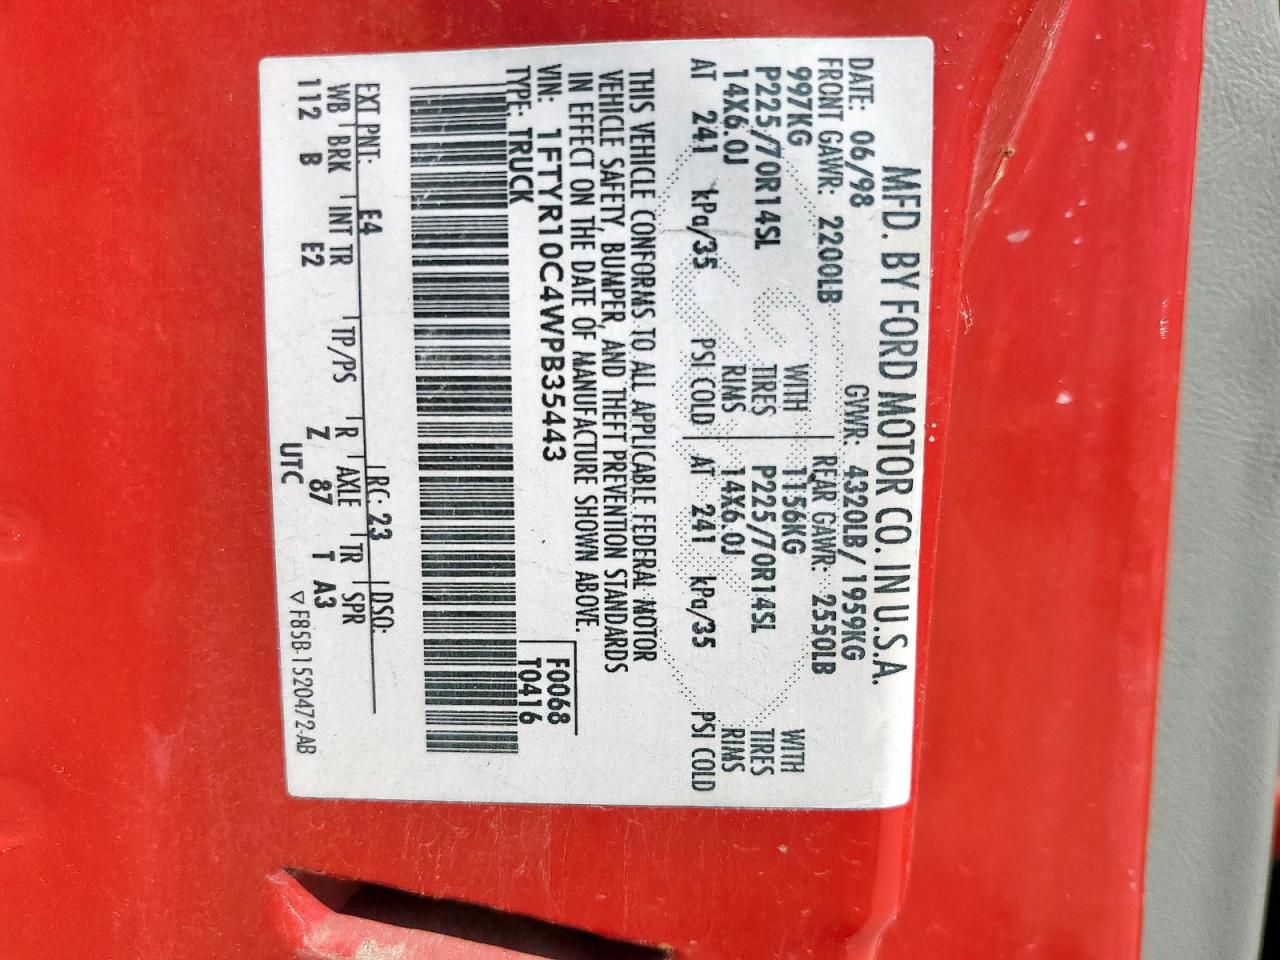 MFD. BY FORD MOTOR CO. IN U.S.A.
DATE: 06/98 GVWR: 4320LB/1959KG
FRONT GAWR: 2200LB REAR GAWR: 2550LB
997KG WITH 1156KG WITH
P225/70R14SL TIRES P225/70R14SL TIRES
14X6.0J RIMS 14X6.0J RIMS
AT 241 kPa/35 PSI COLD AT 241 kPa/35 PSI COLD
THIS VEHICLE CONFORMS TO ALL APPLICABLE FEDERAL MOTOR
VEHICLE SAFETY, BUMPER, AND THEFT PREVENTION STANDARDS
IN EFFECT ON THE DATE OF MANUFACTURE SHOWN ABOVE.
VIN: 1FTYR10C4WPB35443 F0068
TYPE: TRUCK T0416
EXT PNT: E4 RC: 23 DSO:
WB BRK INT TR TP/PS R AXLE TR SPR
112 B E2 Z 87 T A3
UTC ▽ F85B-1520472-AB